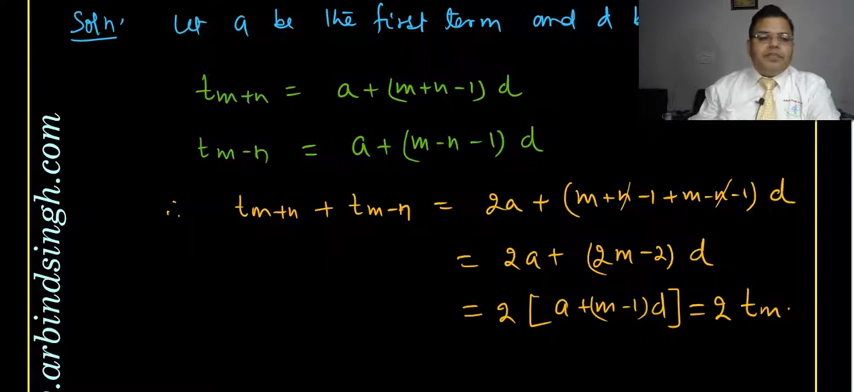 Soln. Let a be the first term and d b
tm+n = a + (m+n-1) d
tm-n = a + (m-n-1) d
∴ tm+n + tm-n = 2a + (m+n-1+m-n-1) d
= 2a + (2m-2) d
= 2 [a+(m-1)d] = 2 tm.
.arbindsingh.com